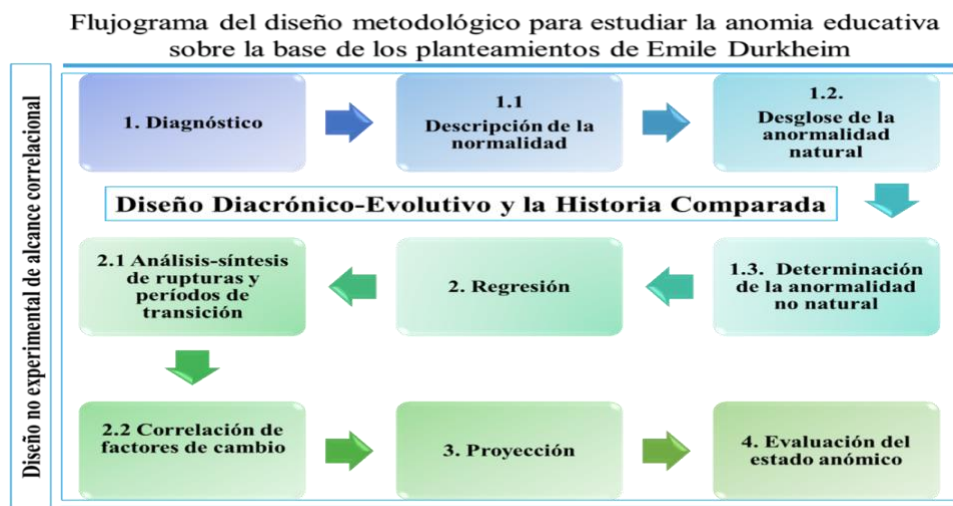 Flujograma del diseño metodológico para estudiar la anomia educativa
sobre la base de los planteamientos de Emile Durkheim
Diseño no experimental de alcance correlacional
1. Diagnóstico
1.1
Descripción de la
normalidad
1.2.
Desglose de la
anormalidad
natural
Diseño Diacrónico-Evolutivo y la Historia Comparada
1.3. Determinación
de la anormalidad
no natural
2. Regresión
2.1 Análisis-síntesis
de rupturas y
períodos de
transición
2.2 Correlación de
factores de cambio
3. Proyección
4. Evaluación del
estado anómico